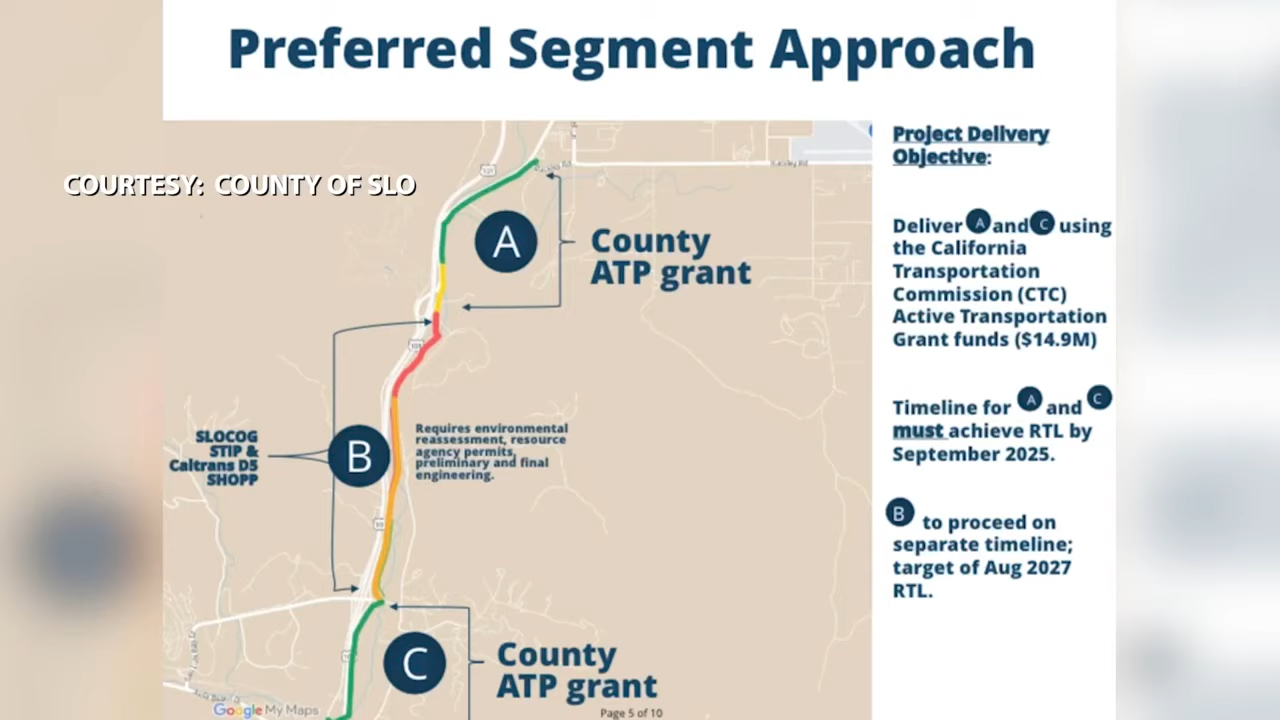 Preferred Segment Approach
COURTESY: COUNTY OF SLO
A
County
ATP grant
SLOCOG
STIP &
Caltrans D5
SHOPP
B
Requires environmental
reassessment, resource
agency permits,
preliminary and final
engineering.
C
County
ATP grant
Google My Maps
Page 5 of 10
Project Delivery
Objective:
Deliver A and C using
the California
Transportation
Commission (CTC)
Active Transportation
Grant funds ($14.9M)
Timeline for A and C
must achieve RTL by
September 2025.
B to proceed on
separate timeline;
target of Aug 2027
RTL.